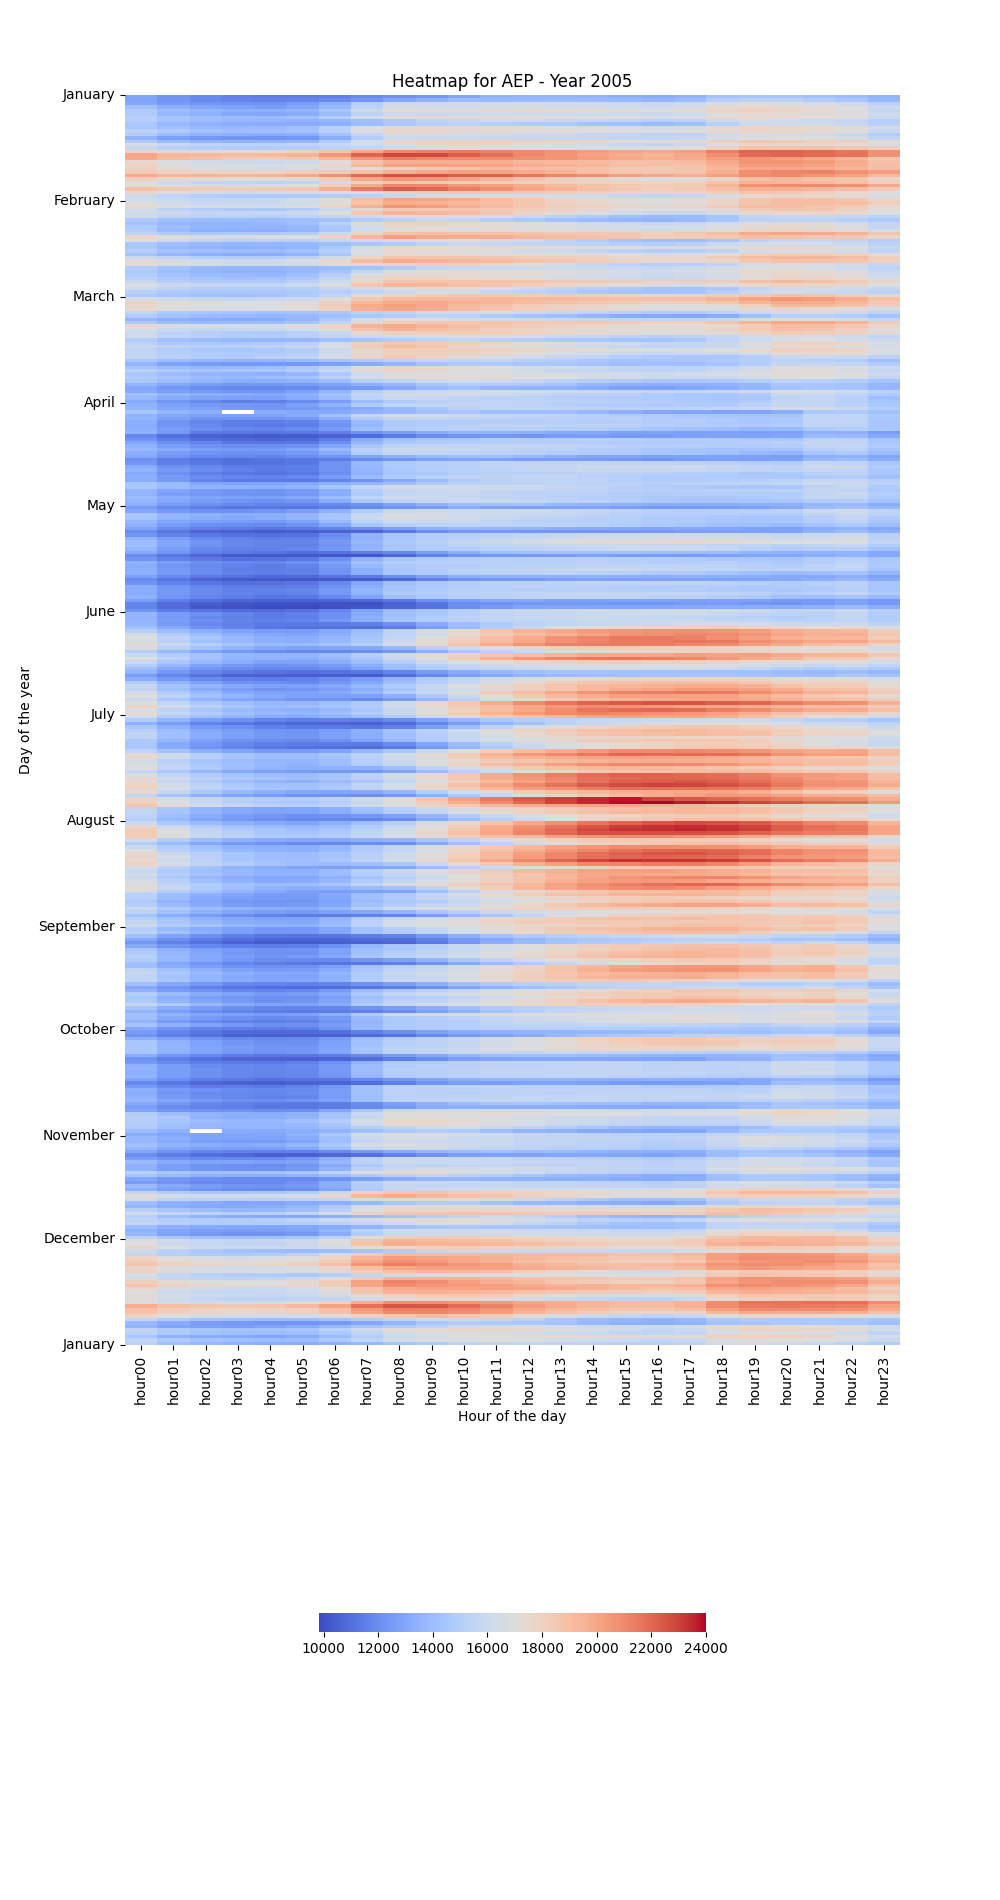 Heatmap for AEP - Year 2005
January
February
March
April
May
June
July
August
September
October
November
December
January
Day of the year
hour00
hour01
hour02
hour03
hour04
hour05
hour06
hour07
hour08
hour09
hour10
hour11
hour12
hour13
hour14
hour15
hour16
hour17
hour18
hour19
hour20
hour21
hour22
hour23
Hour of the day
10000 12000 14000 16000 18000 20000 22000 24000